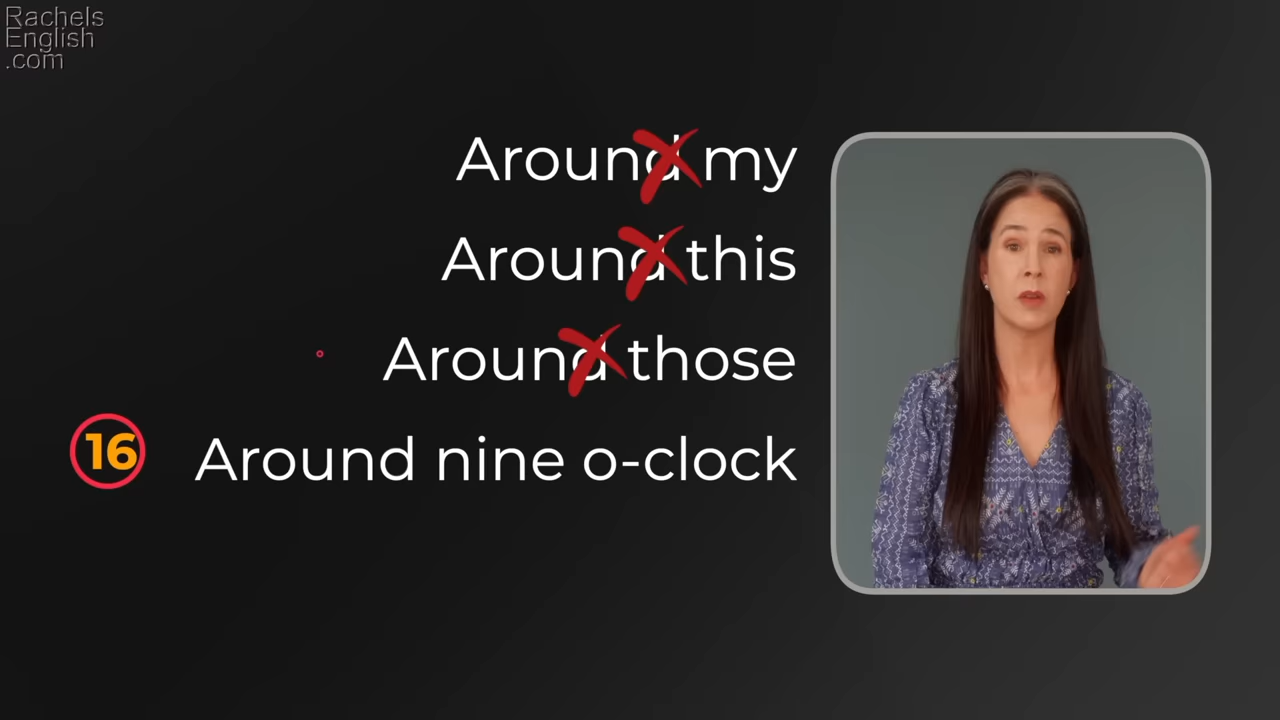 Rachels
English
.com
Around my
Around this
Around those
16 Around nine o-clock